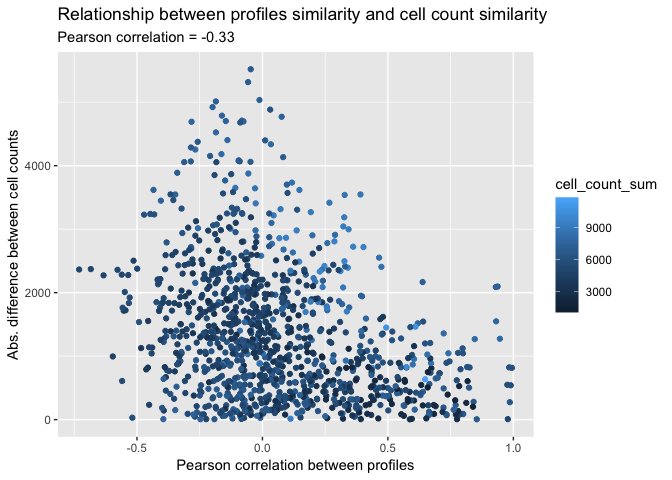 Relationship between profiles similarity and cell count similarity
Pearson correlation = -0.33
Abs. difference between cell counts
4000
2000
0
-0.5
0.0
0.5
1.0
Pearson correlation between profiles
cell_count_sum
9000
6000
3000